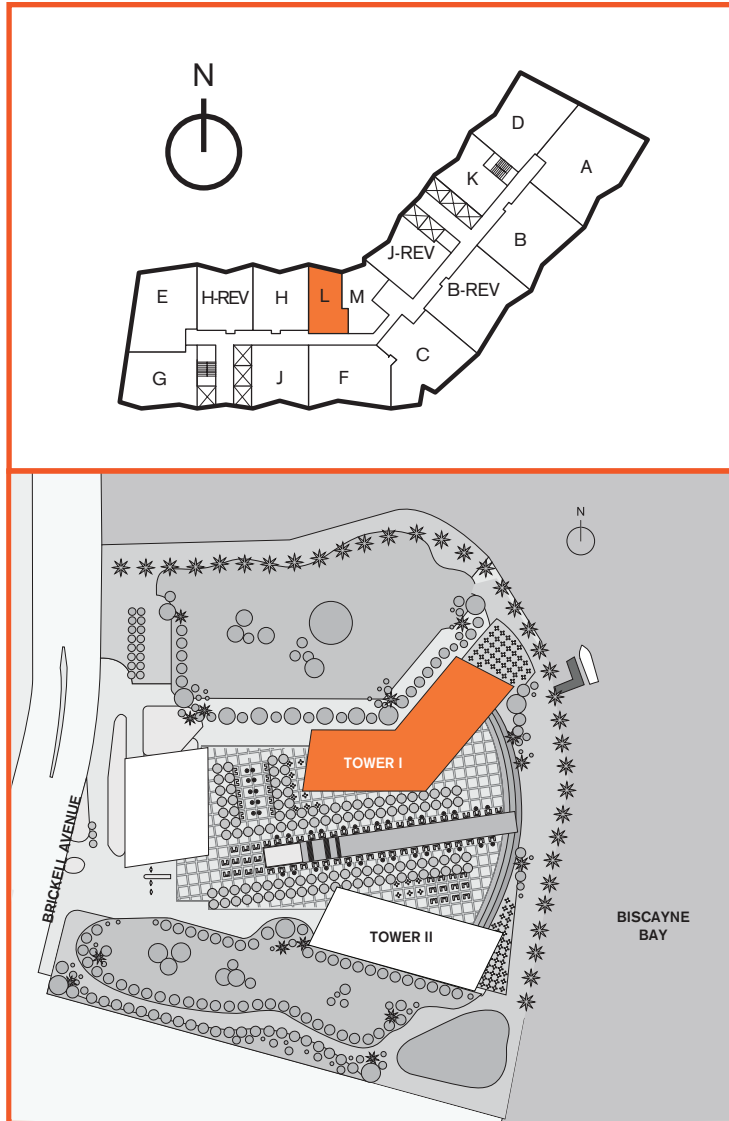 N
D
A
K
B
J-REV
B-REV
E
H-REV
H
L
M
C
G
J
F
N
TOWER I
BRICKELL AVENUE
TOWER II
BISCAYNE
BAY